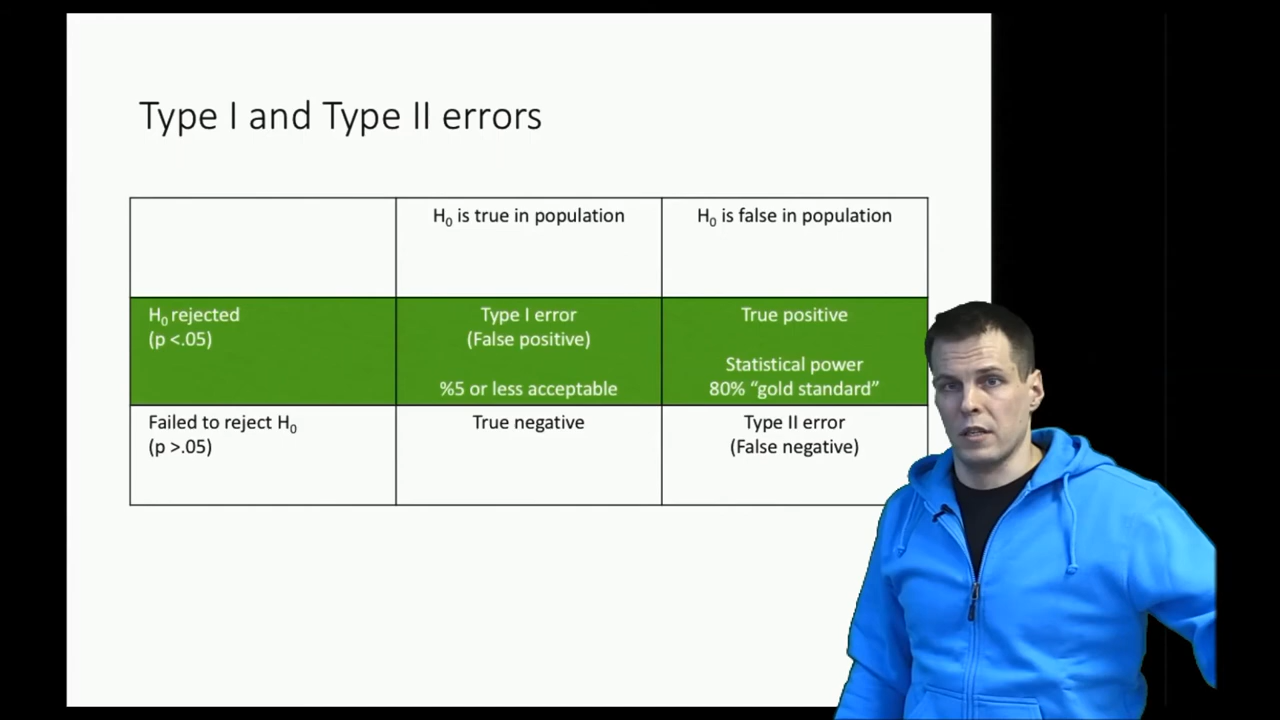 Type I and Type II errors
H₀ is true in population
H₀ is false in population
H₀ rejected
(p <.05)
Type I error
(False positive)
%5 or less acceptable
True positive
Statistical power
80% “gold standard”
Failed to reject H₀
(p >.05)
True negative
Type II error
(False negative)